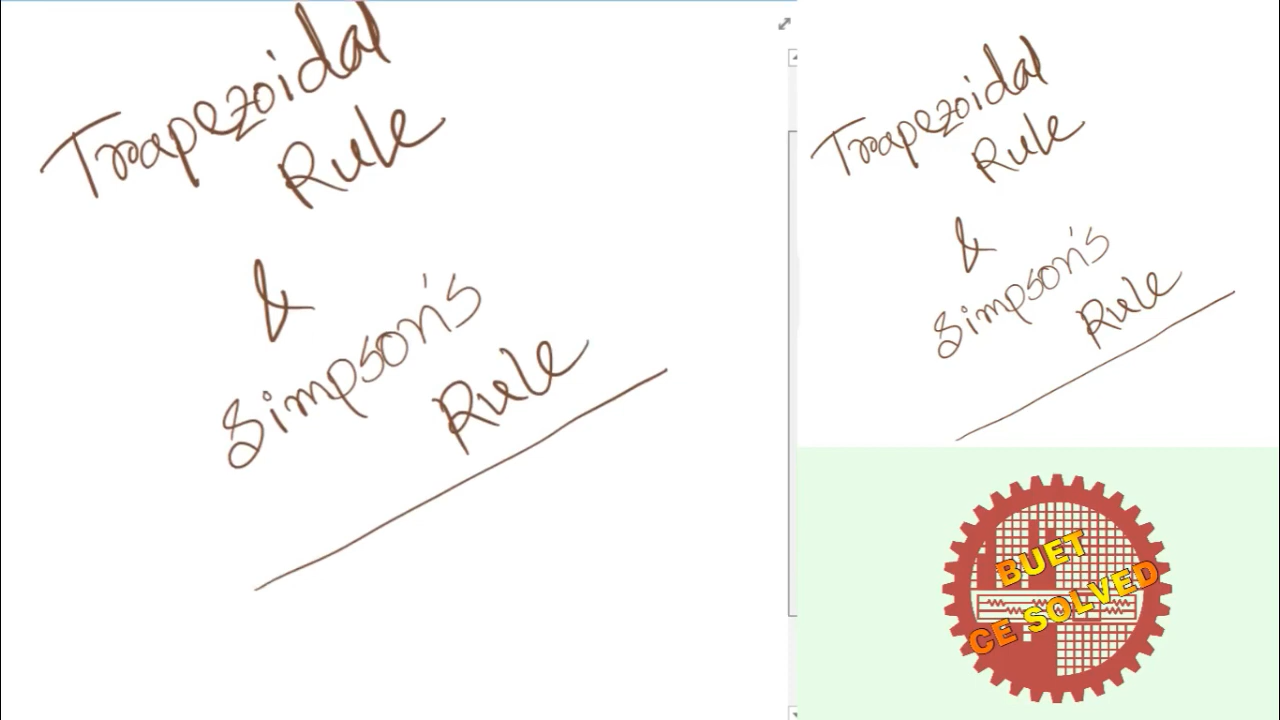 Trapezoidal
Rule
&
Simpson's
Rule
Trapezoidal
Rule
&
Simpson's
Rule
BUET
CE SOLVED